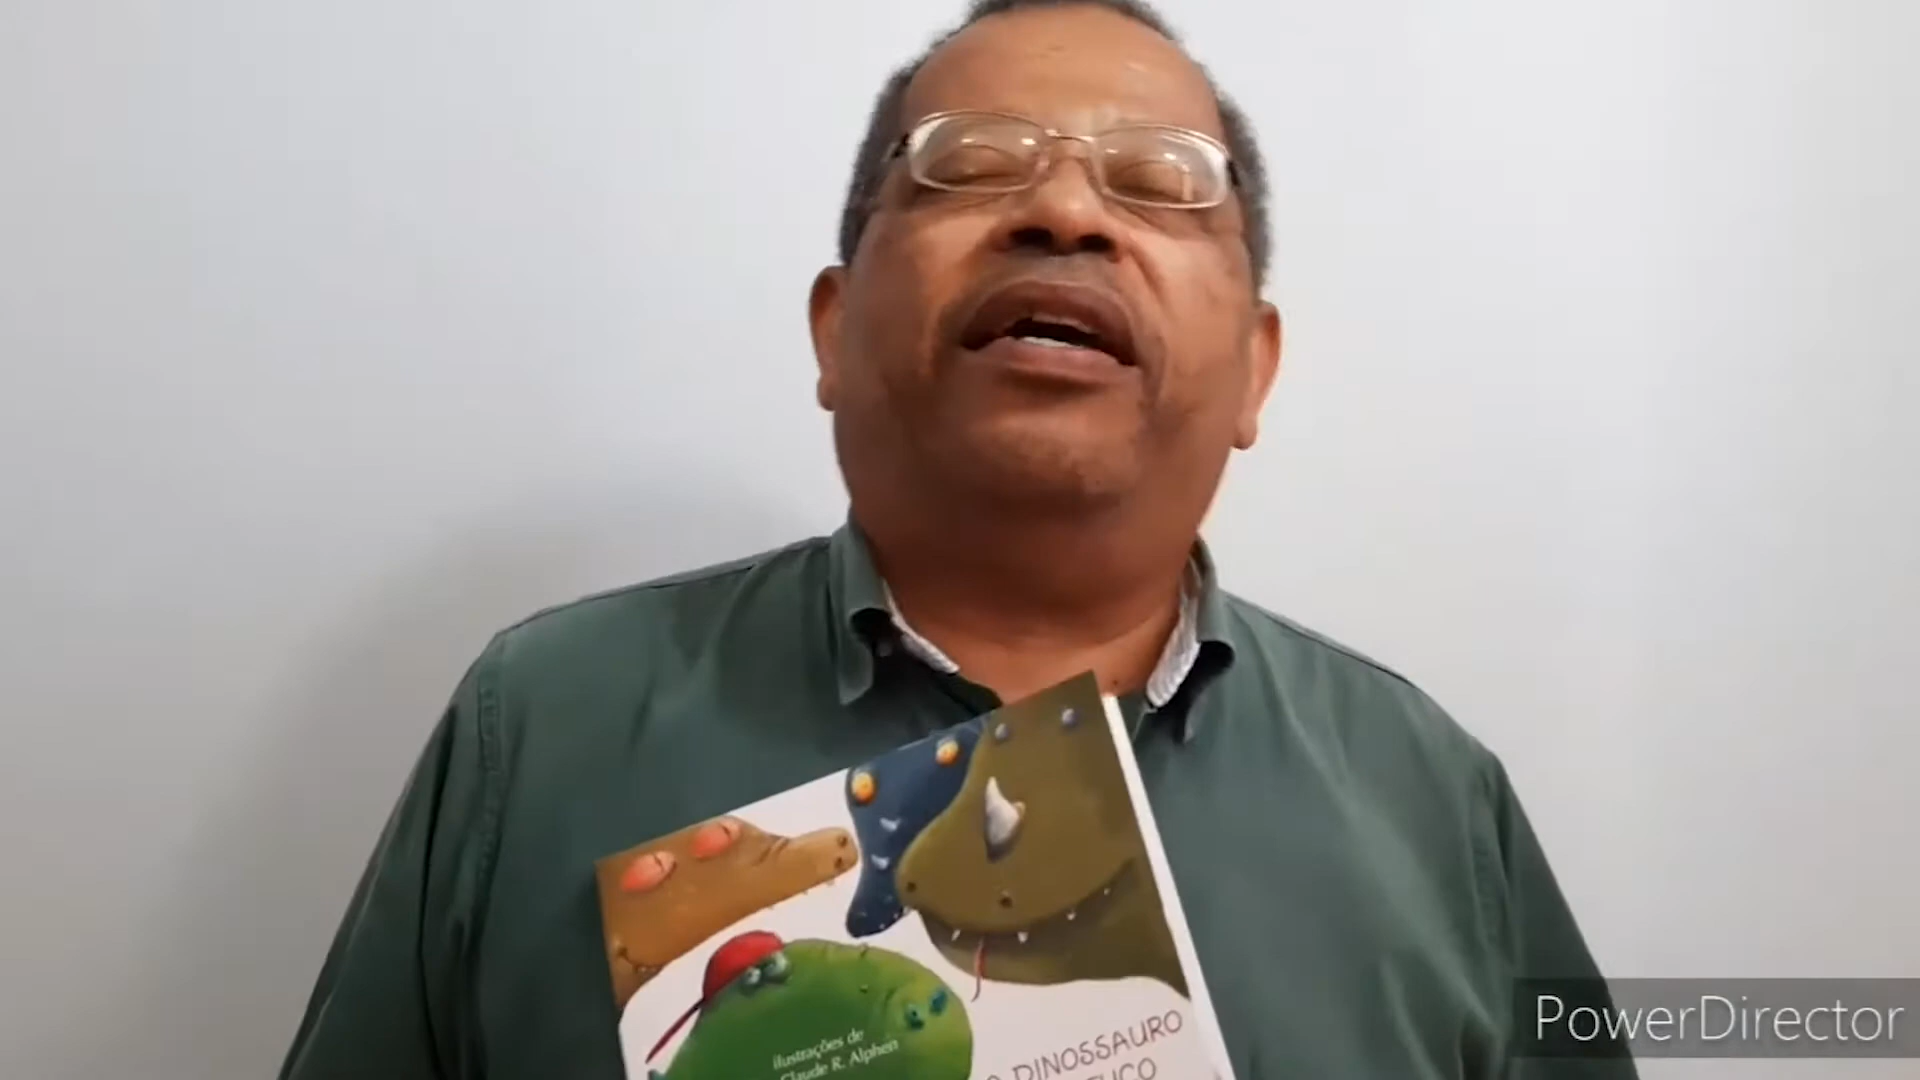 ilustrações de
Claude R. Alphen
O DINOSSAURO
PowerDirector